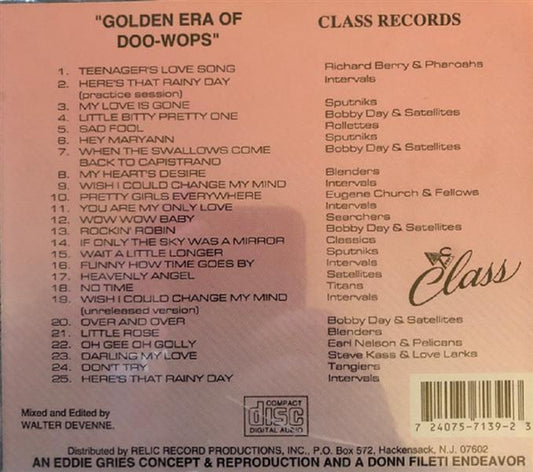 "GOLDEN ERA OF CLASS RECORDS
DOO-WOPS"
1. TEENAGER'S LOVE SONG Richard Berry & Pharoahs
2. HERE'S THAT RAINY DAY Intervals
(practice session)
3. MY LOVE IS GONE Sputniks
4. LITTLE BITTY PRETTY ONE Bobby Day & Satellites
5. SAD FOOL Rollettes
6. HEY MARYANN Sputniks
7. WHEN THE SWALLOWS COME Bobby Day & Satellites
BACK TO CAPISTRANO
8. MY HEART'S DESIRE Blenders
9. WISH I COULD CHANGE MY MIND Intervals
10. PRETTY GIRLS EVERYWHERE Eugene Church & Fellows
11. YOU ARE MY ONLY LOVE Intervals
12. WOW WOW BABY Searchers
13. ROCKIN' ROBIN Bobby Day & Satellites
14. IF ONLY THE SKY WAS A MIRROR Classics
15. WAIT A LITTLE LONGER Sputniks
16. FUNNY HOW TIME GOES BY Intervals
17. HEAVENLY ANGEL Satellites
18. NO TIME Titans
19. WISH I COULD CHANGE MY MIND Intervals
(unreleased version)
20. OVER AND OVER Bobby Day & Satellites
21. LITTLE ROSE Blenders
22. OH GEE OH GOLLY Earl Nelson & Pelicans
23. DARLING MY LOVE Steve Kass & Love Larks
24. DON'T TRY Tangiers
25. HERE'S THAT RAINY DAY Intervals
Class
Mixed and Edited by
WALTER DEVENNE.
COMPACT
disc
DIGITAL AUDIO
7 24075-7139-2 3
Distributed by RELIC RECORD PRODUCTIONS, INC., P.O. Box 572, Hackensack, N.J. 07602
AN EDDIE GRIES CONCEPT & REPRODUCTION AND A DONN FILETI ENDEAVOR